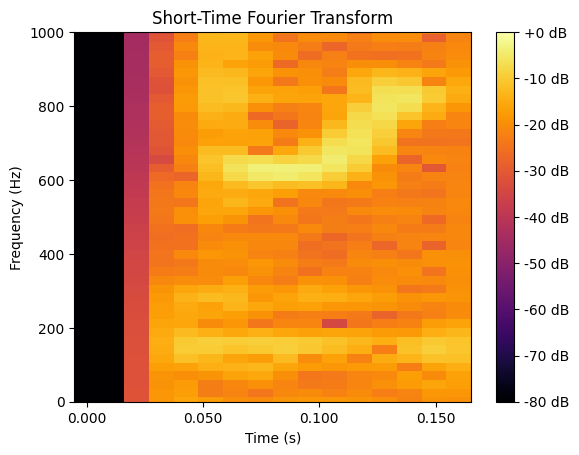 Short-Time Fourier Transform
1000
800
600
400
200
0
Frequency (Hz)
0.000
0.050
0.100
0.150
Time (s)
+0 dB
-10 dB
-20 dB
-30 dB
-40 dB
-50 dB
-60 dB
-70 dB
-80 dB